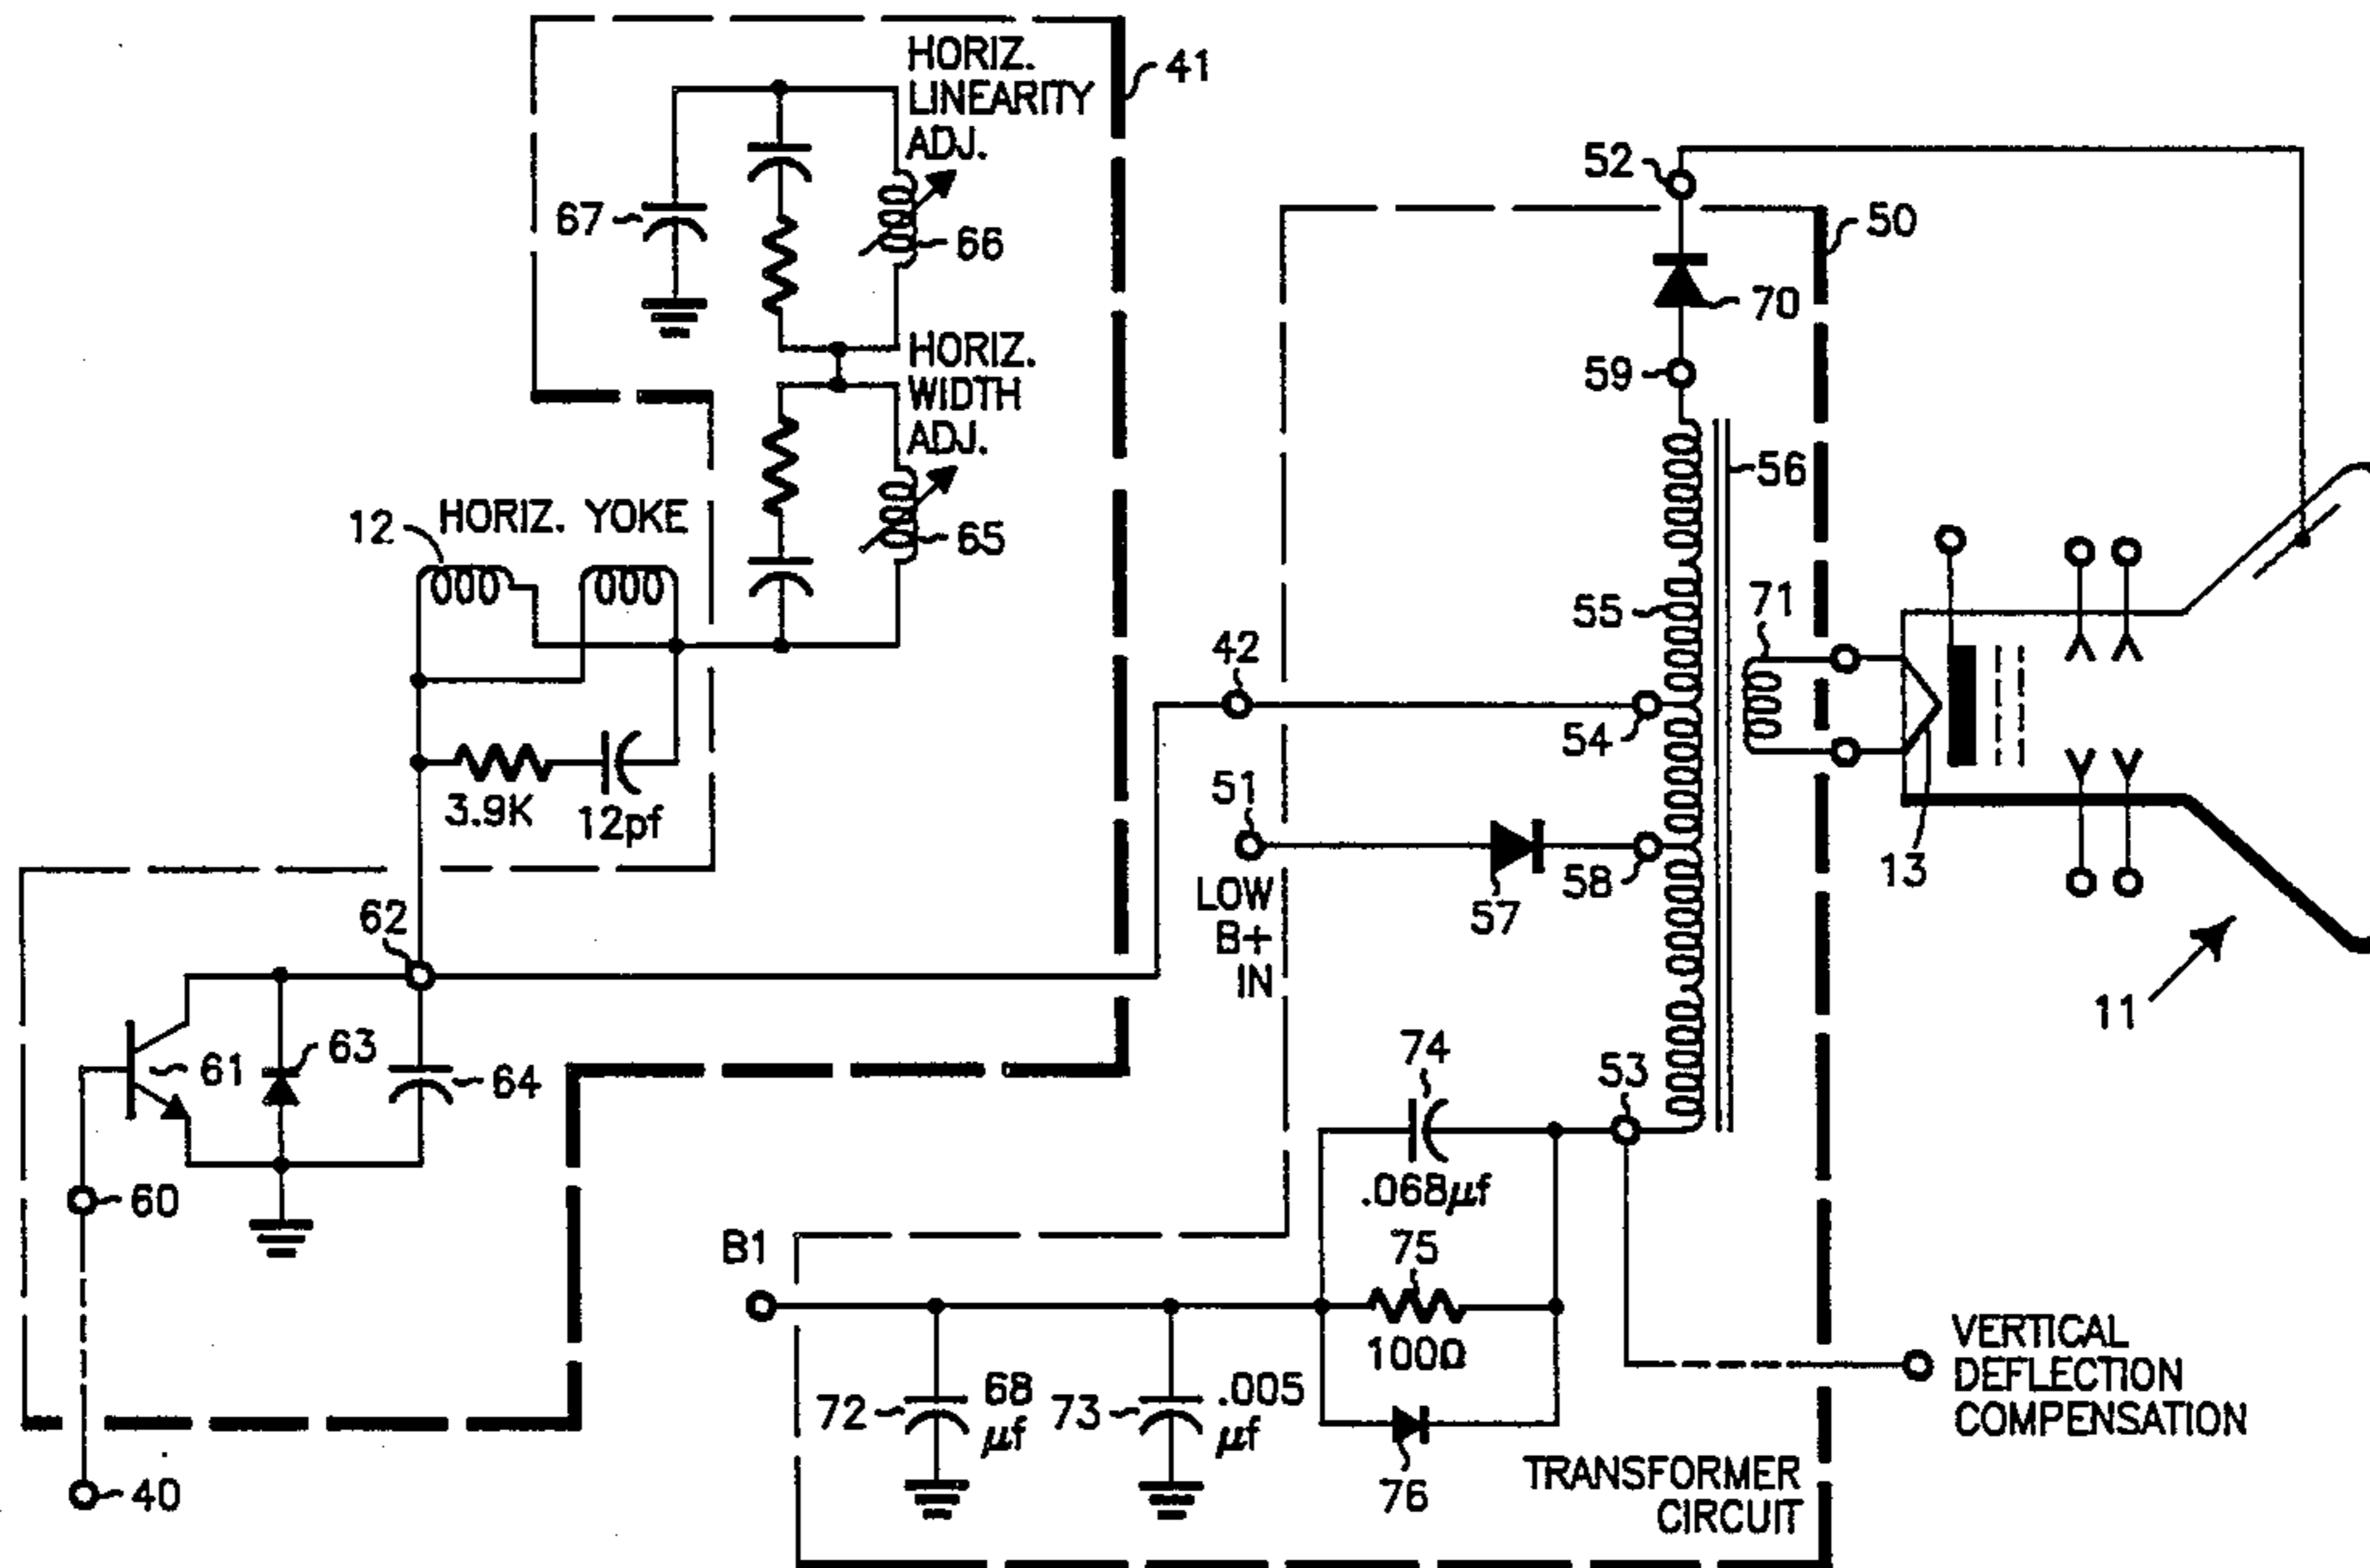 HORIZ.
LINEARITY
ADJ.
41
52
67
66
50
70
HORIZ.
WIDTH
ADJ.
59
56
12
HORIZ. YOKE
65
55
71
42
54
3.9K
12pf
51
LOW
B+
IN
57
58
13
62
11
61
63
64
74
53
.068µf
60
B1
75
100Ω
VERTICAL
DEFLECTION
COMPENSATION
72
68
µf
73
.005
µf
76
TRANSFORMER
CIRCUIT
40